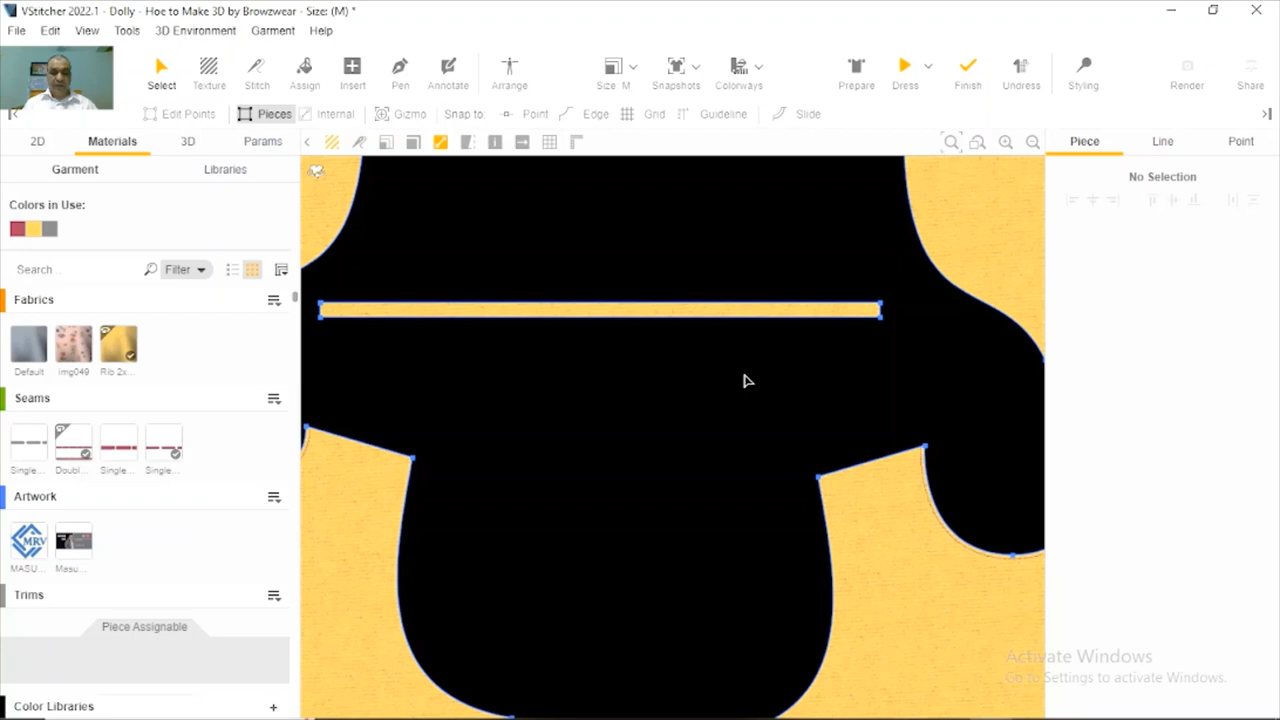 VStitcher 2022.1 - Dolly - Hoe to Make 3D by Browzwear - Size: (M) *
File Edit View Tools 3D Environment Garment Help
Select Texture Stitch Assign Insert Pen Annotate Arrange Size: M Snapshots Colorways Prepare Dress Finish Undress Styling Render Share
Edit Points Pieces Internal Gizmo Snap to: Point Edge Grid Guideline Slide
2D Materials 3D Params Piece Line Point
Garment Libraries
No Selection
Colors in Use:
Search... Filter
Fabrics
Default img049 Rib 2x...
Seams
Single... Doubl... Single... Single...
Artwork
MRV
MASU... Masu...
Trims
Piece Assignable
Color Libraries +
Activate Windows
Go to Settings to activate Windows.